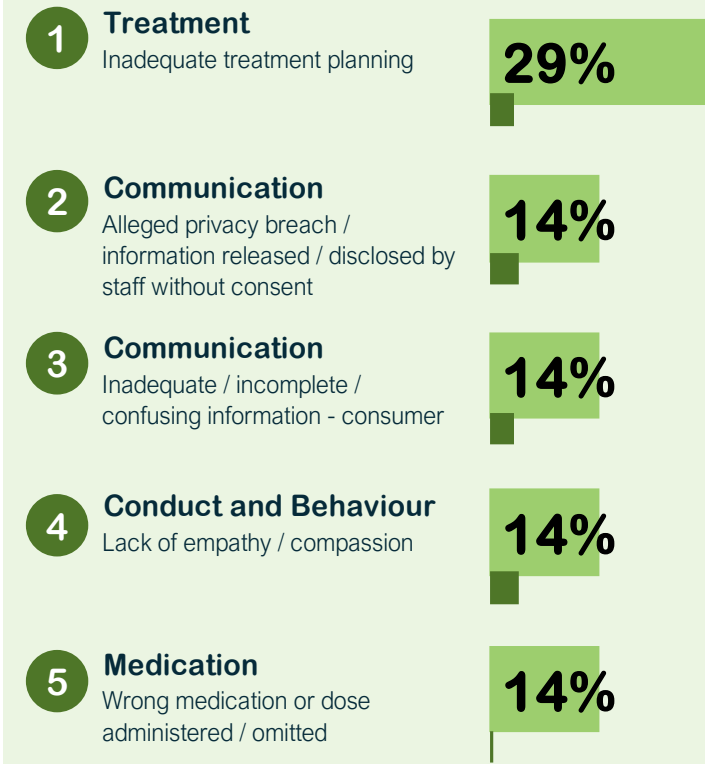 1
Treatment
Inadequate treatment planning
29%
2
Communication
Alleged privacy breach /
information released / disclosed by
staff without consent
14%
3
Communication
Inadequate / incomplete /
confusing information - consumer
14%
4
Conduct and Behaviour
Lack of empathy / compassion
14%
5
Medication
Wrong medication or dose
administered / omitted
14%